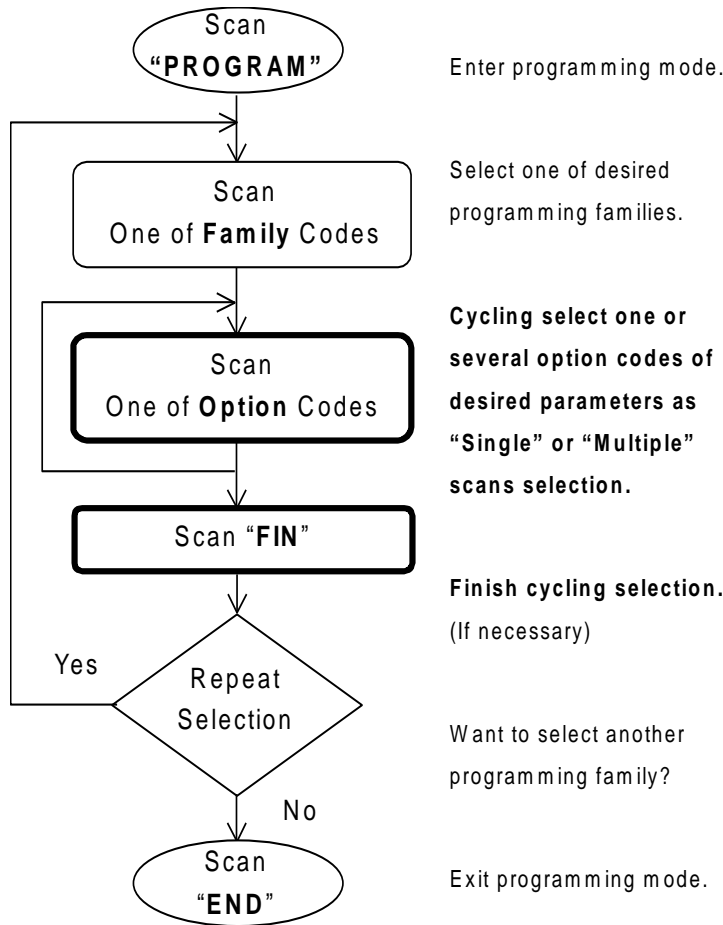 Scan
“PROGRAM”
Enter programming mode.
Scan
One of Family Codes
Select one of desired
programming families.
Scan
One of Option Codes
Cycling select one or
several option codes of
desired parameters as
“Single” or “Multiple”
scans selection.
Scan “FIN”
Finish cycling selection.
(If necessary)
Yes
Repeat
Selection
Want to select another
programming family?
No
Scan
“END”
Exit programming mode.